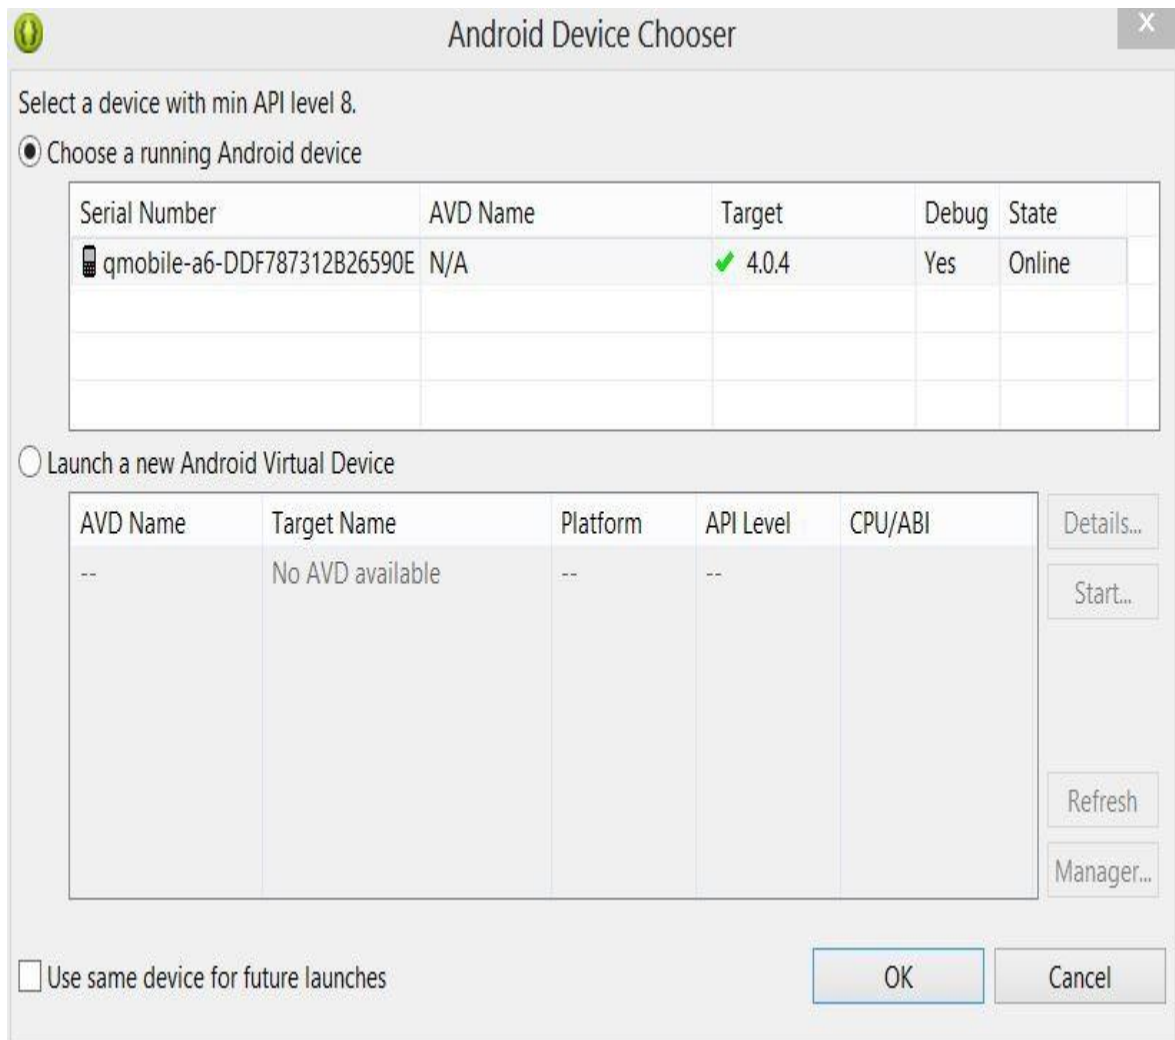 Android Device Chooser
X
Select a device with min API level 8.
Choose a running Android device
Serial Number AVD Name Target Debug State
qmobile-a6-DDF787312B26590E N/A 4.0.4 Yes Online
Launch a new Android Virtual Device
AVD Name Target Name Platform API Level CPU/ABI
-- No AVD available -- --
Details...
Start...
Refresh
Manager...
Use same device for future launches
OK Cancel